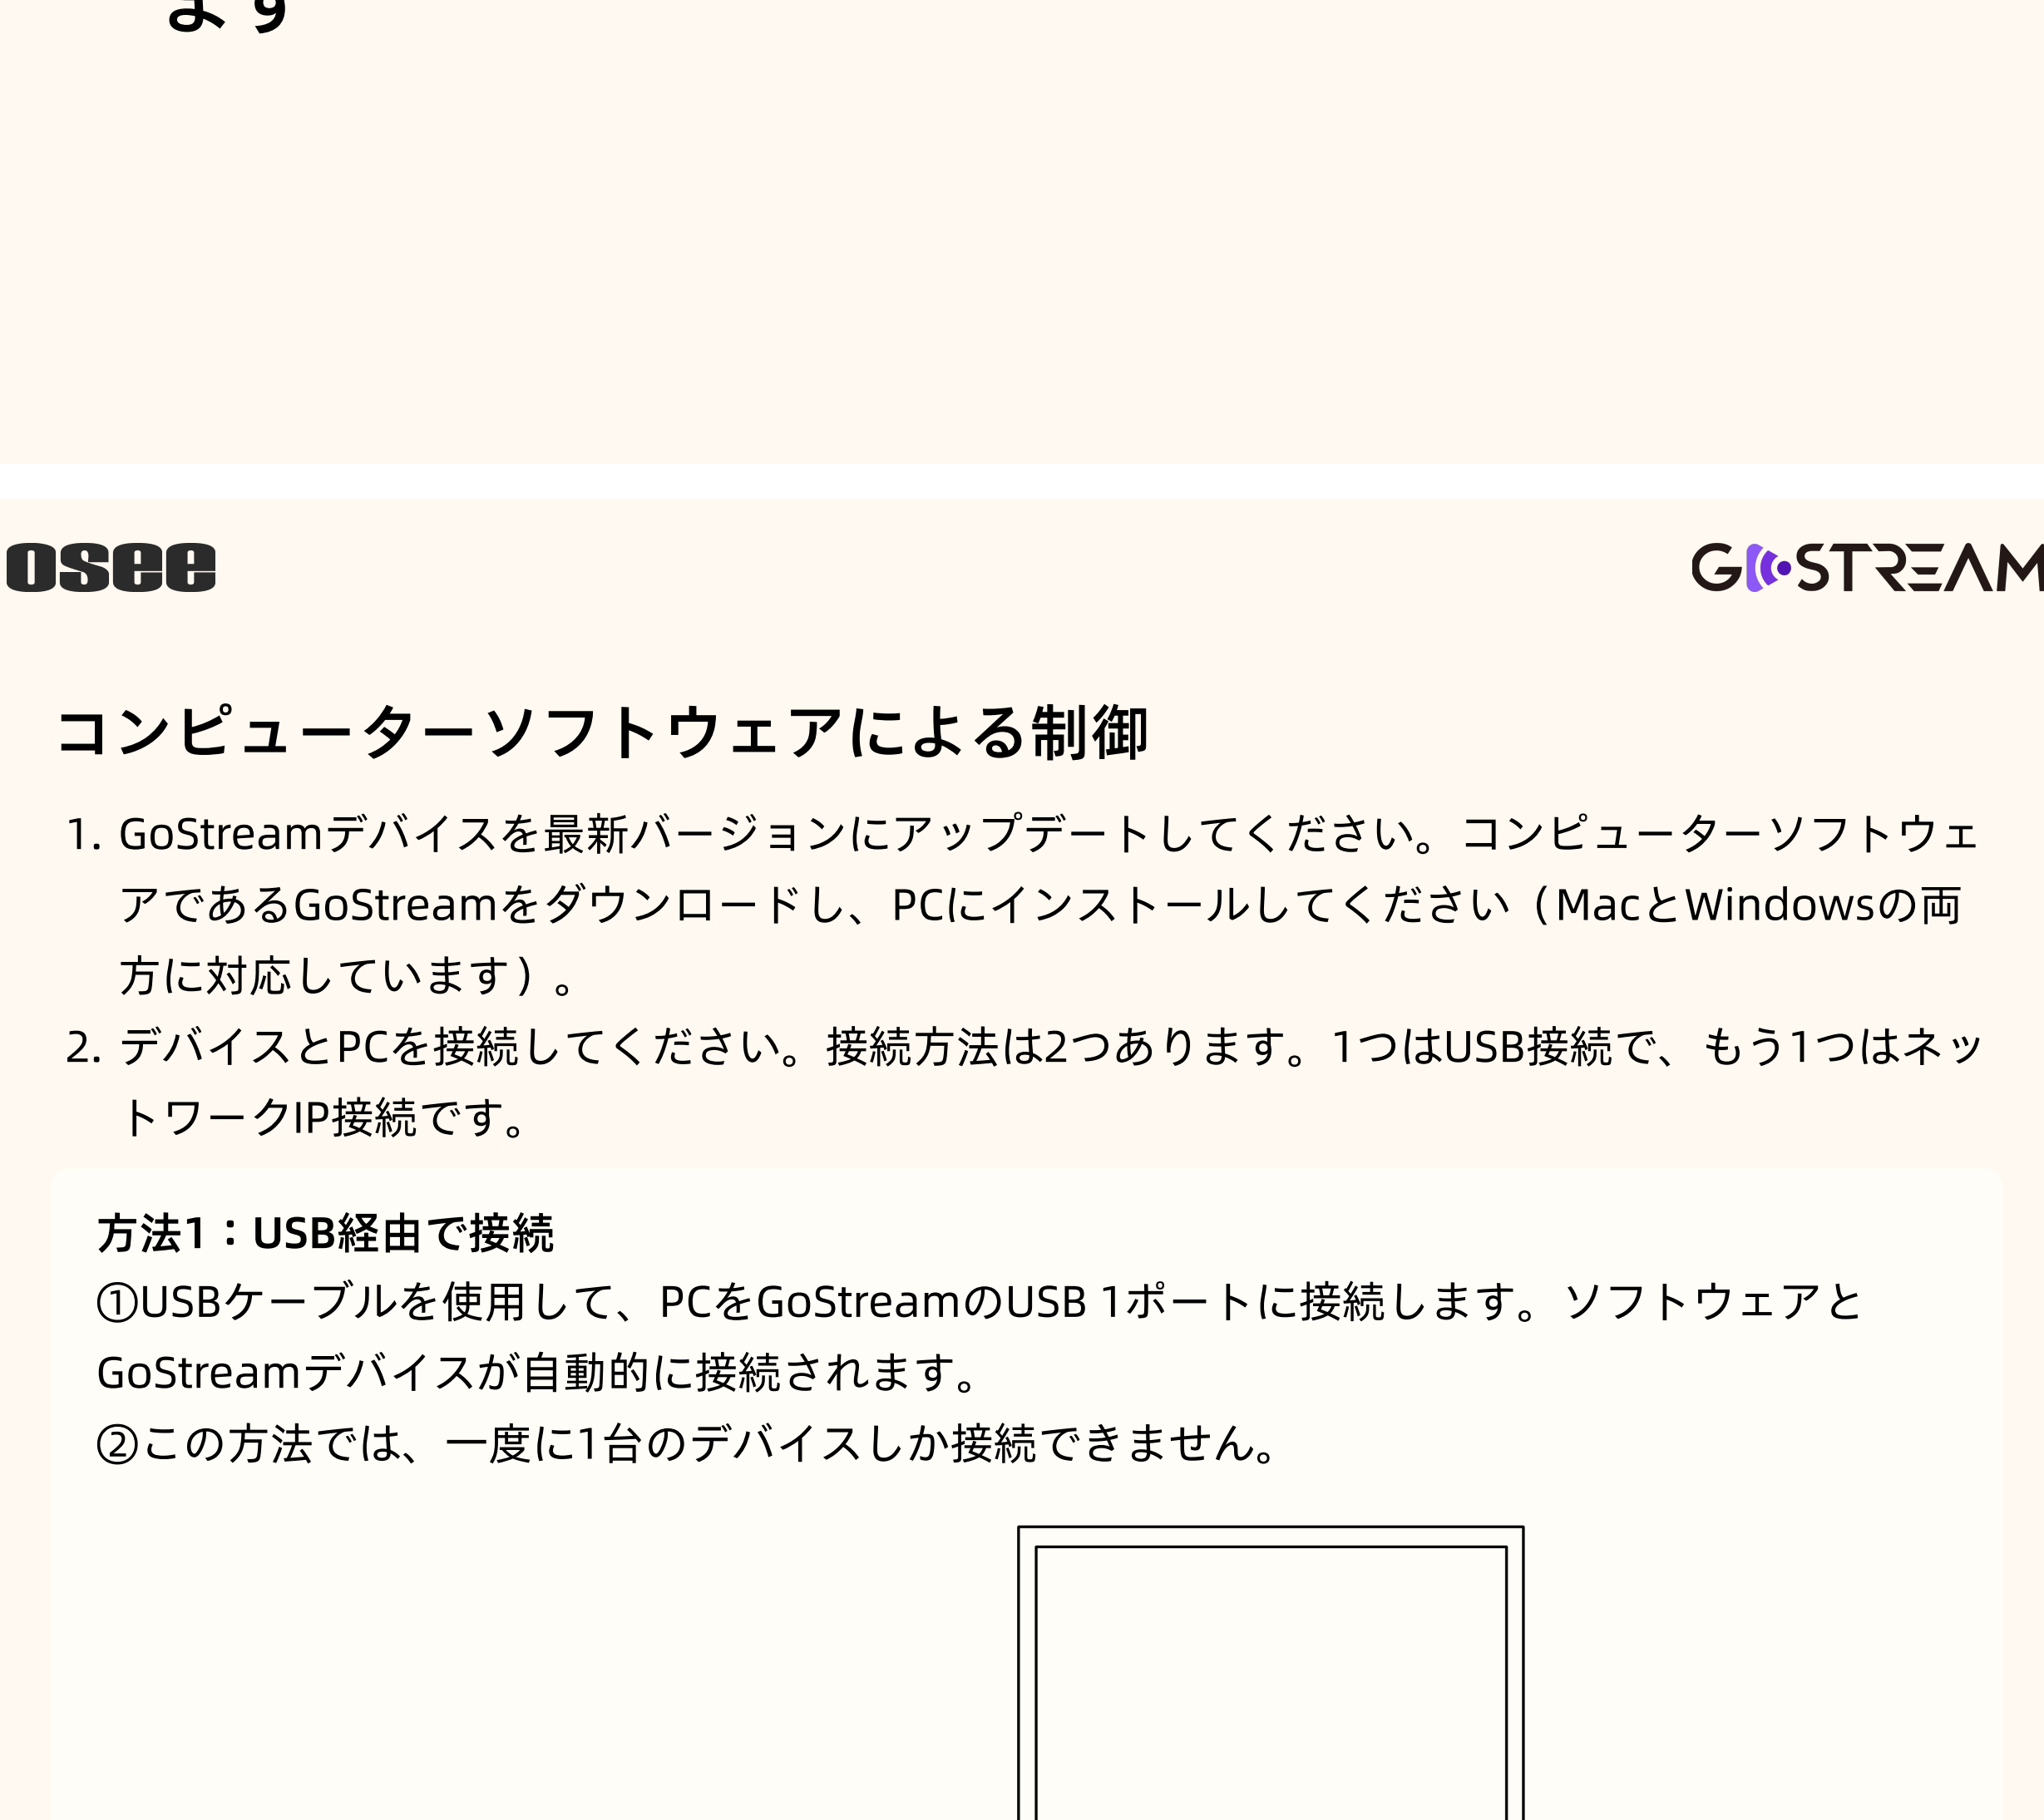 ます
osee
GOSTREAM
コンピューターソフトウェアによる制御
1. GoStreamデバイスを最新バージョンにアップデートしてください。コンピューターソフトウェ
アであるGoStreamをダウンロードし、PCにインストールしてください（MacとWindowsの両
方に対応しています）。
2. デバイスとPCを接続してください。接続方法は2つあります。1つはUSB接続で、もう1つはネッ
トワークIP接続です。
方法1：USB経由で接続
①USBケーブルを使用して、PCをGoStreamのUSB 1ポートに接続します。ソフトウェアと
GoStreamデバイスが自動的に接続されます。
②この方法では、一度に1台のデバイスしか接続できません。